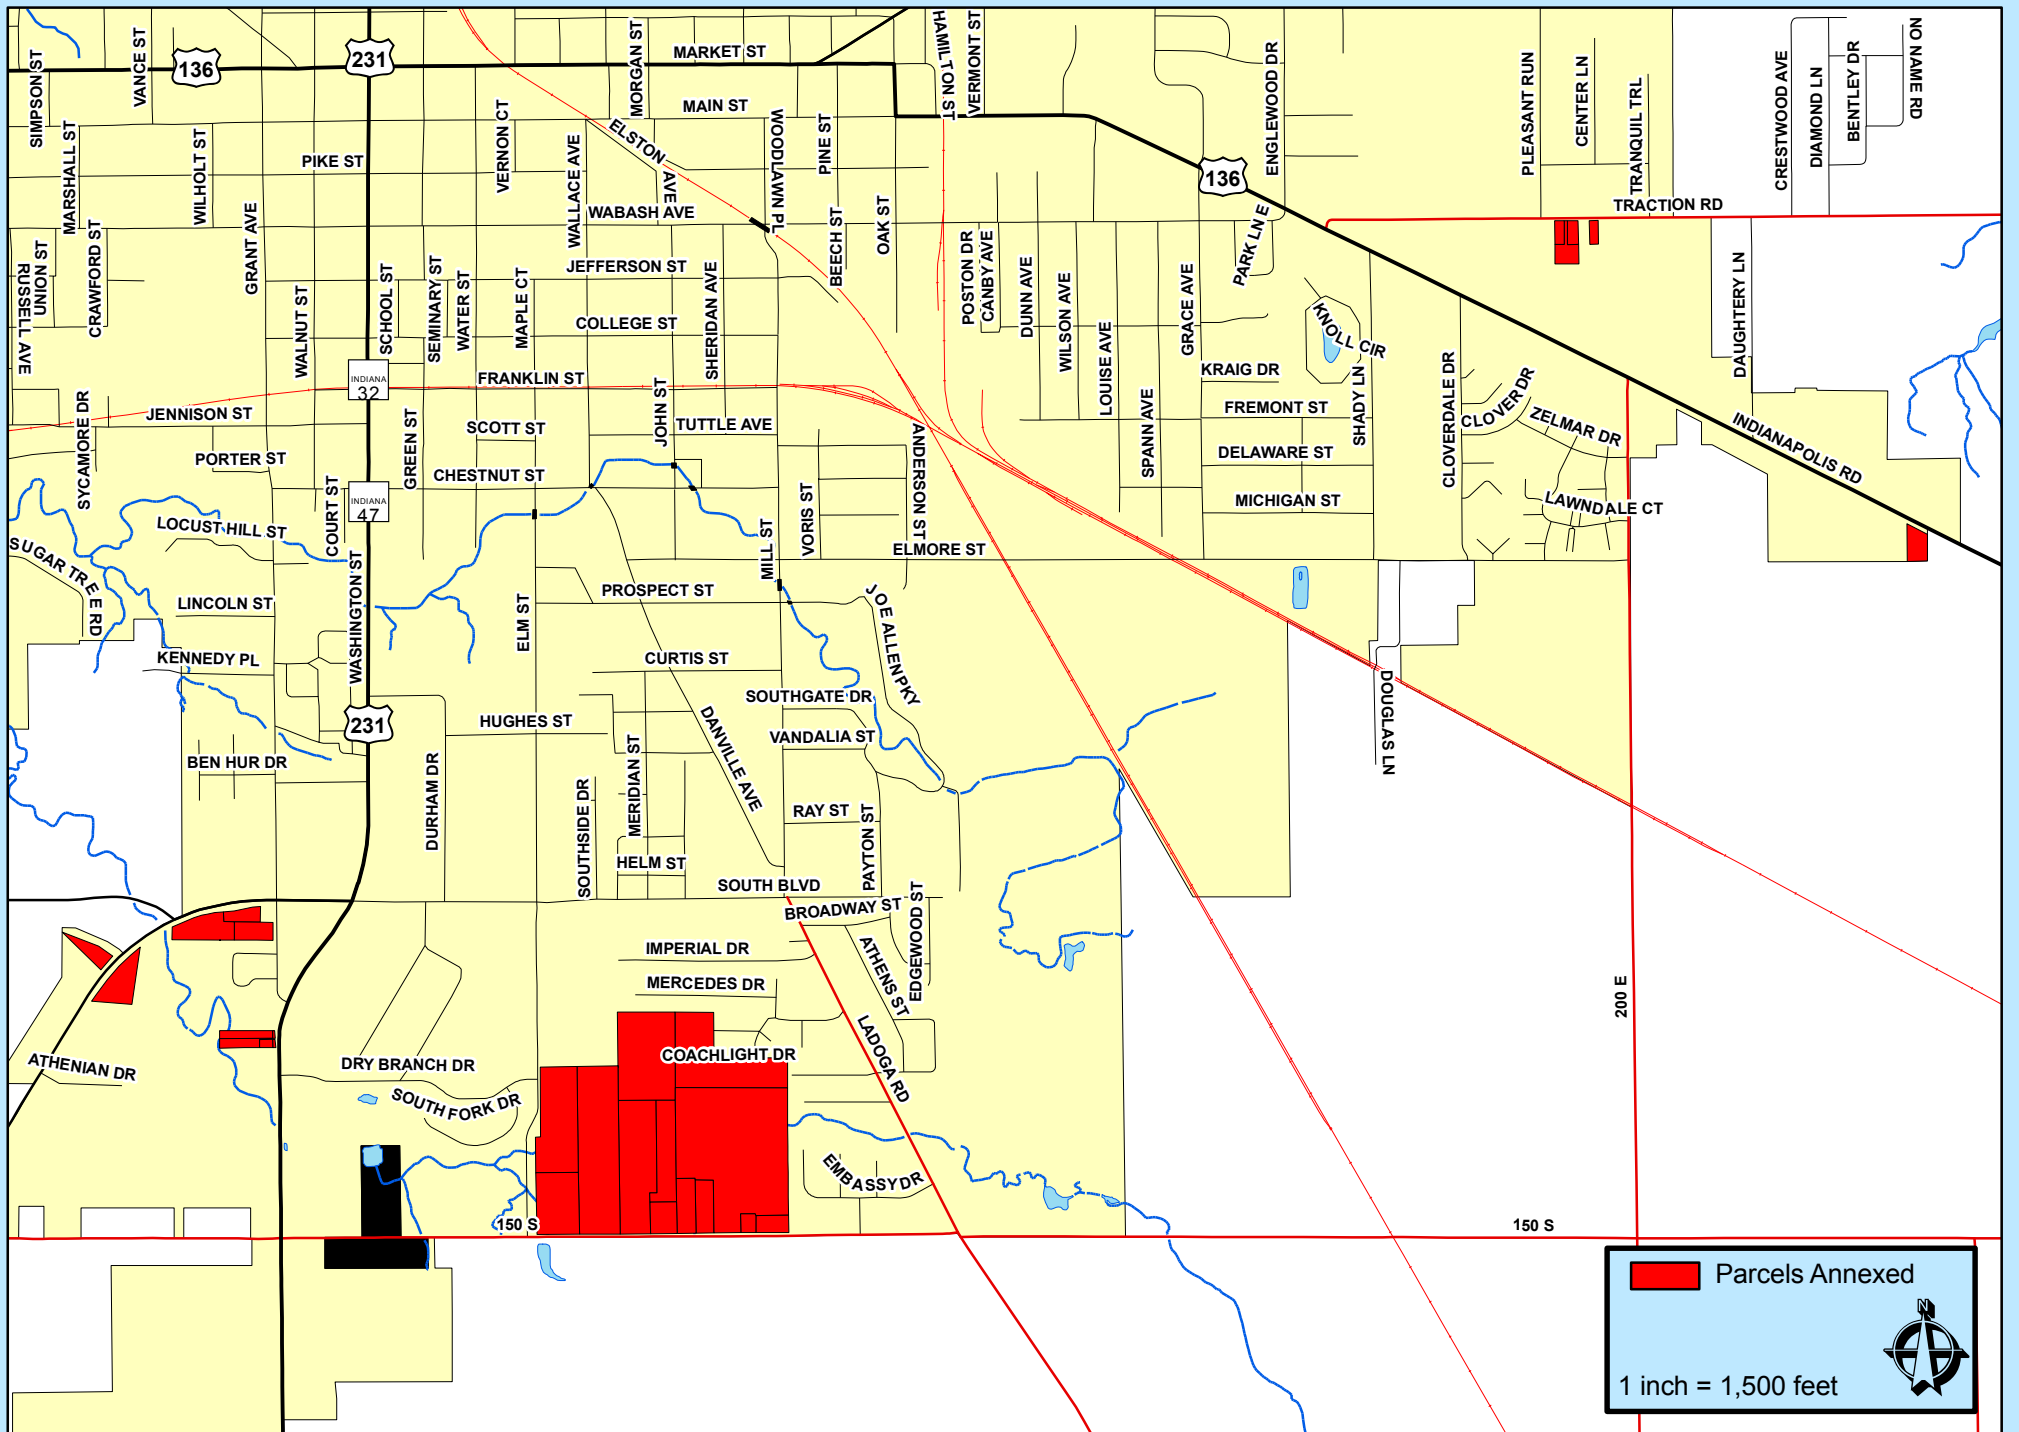 SIMPSON ST
VANCE ST
136
231
MORGAN ST
MARKET ST
HAMILTON ST
VERMONT ST
ENGLEWOOD DR
PLEASANT RUN
CENTER LN
TRANQUIL TRL
CRESTWOOD AVE
DIAMOND LN
BENTLEY DR
NO NAME RD
MAIN ST
MARSHALL ST
WILHOLT ST
PIKE ST
VERNON CT
WALLACE AVE
ELSTON AVE
WOODLAWN PL
PINE ST
136
TRACTION RD
WABASH AVE
CRAWFORD ST
UNION ST
RUSSELL AVE
GRANT AVE
WALNUT ST
SCHOOL ST
SEMINARY ST
WATER ST
MAPLE CT
JEFFERSON ST
SHERIDAN AVE
BEECH ST
OAK ST
POSTON DR
CANBY AVE
DUNN AVE
WILSON AVE
LOUISE AVE
GRACE AVE
PARK LN E
KNOLL CIR
DAUGHTERY LN
COLLEGE ST
INDIANA
32
FRANKLIN ST
KRAIG DR
SHADY LN
CLOVERDALE DR
CLOVER DR
ZELMAR DR
INDIANAPOLIS RD
SYCAMORE DR
JENNISON ST
GREEN ST
SCOTT ST
JOHN ST
TUTTLE AVE
SPANN AVE
FREMONT ST
PORTER ST
CHESTNUT ST
ANDERSON ST
DELAWARE ST
COURT ST
INDIANA
47
VORIS ST
MICHIGAN ST
LAWNDALE CT
LOCUST HILL ST
MILL ST
ELMORE ST
SUGAR TREE RD
WASHINGTON ST
LINCOLN ST
ELM ST
PROSPECT ST
JOE ALLEN PKY
KENNEDY PL
CURTIS ST
DOUGLAS LN
SOUTHGATE DR
231
HUGHES ST
DANVILLE AVE
VANDALIA ST
BEN HUR DR
DURHAM DR
SOUTHSIDE DR
MERIDIAN ST
RAY ST
PAYTON ST
HELM ST
SOUTH BLVD
BROADWAY ST
EDGEWOOD ST
IMPERIAL DR
ATHENS ST
MERCEDES DR
200 E
LADOGA RD
COACHLIGHT DR
ATHENIAN DR
DRY BRANCH DR
SOUTH FORK DR
EMBASSY DR
150 S
150 S
Parcels Annexed
N
1 inch = 1,500 feet